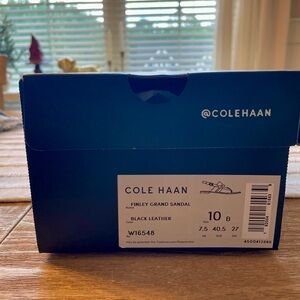 @COLEHAAN
COLE HAAN
FINLEY GRAND SANDAL
BLACK LEATHER
10 B
W16548
7.5 40.5 27